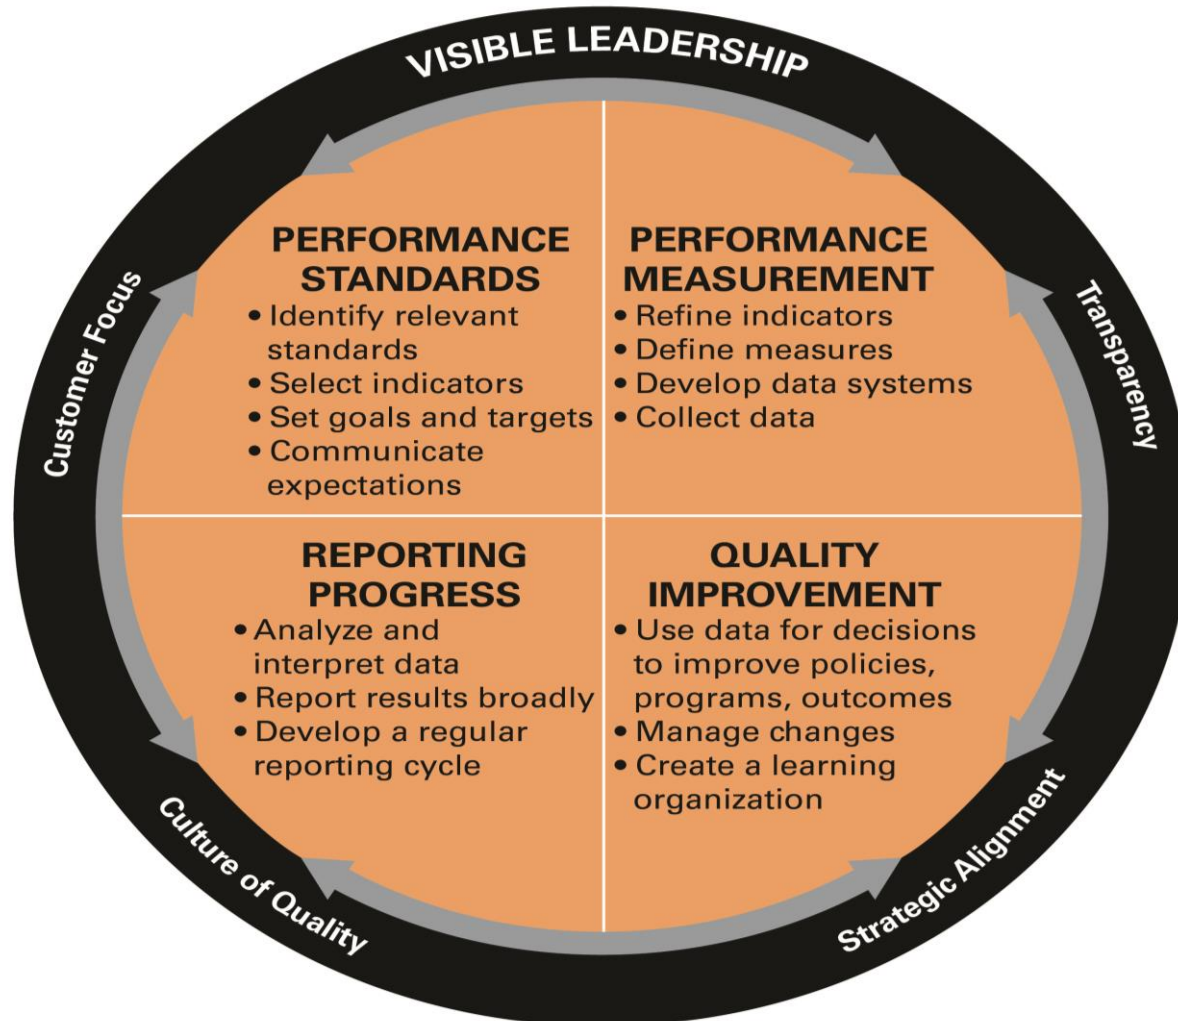 VISIBLE LEADERSHIP
Customer Focus
Transparency
PERFORMANCE
STANDARDS
• Identify relevant
standards
• Select indicators
• Set goals and targets
• Communicate
expectations
PERFORMANCE
MEASUREMENT
• Refine indicators
• Define measures
• Develop data systems
• Collect data
REPORTING
PROGRESS
• Analyze and
interpret data
• Report results broadly
• Develop a regular
reporting cycle
QUALITY
IMPROVEMENT
• Use data for decisions
to improve policies,
programs, outcomes
• Manage changes
• Create a learning
organization
Culture of Quality
Strategic Alignment